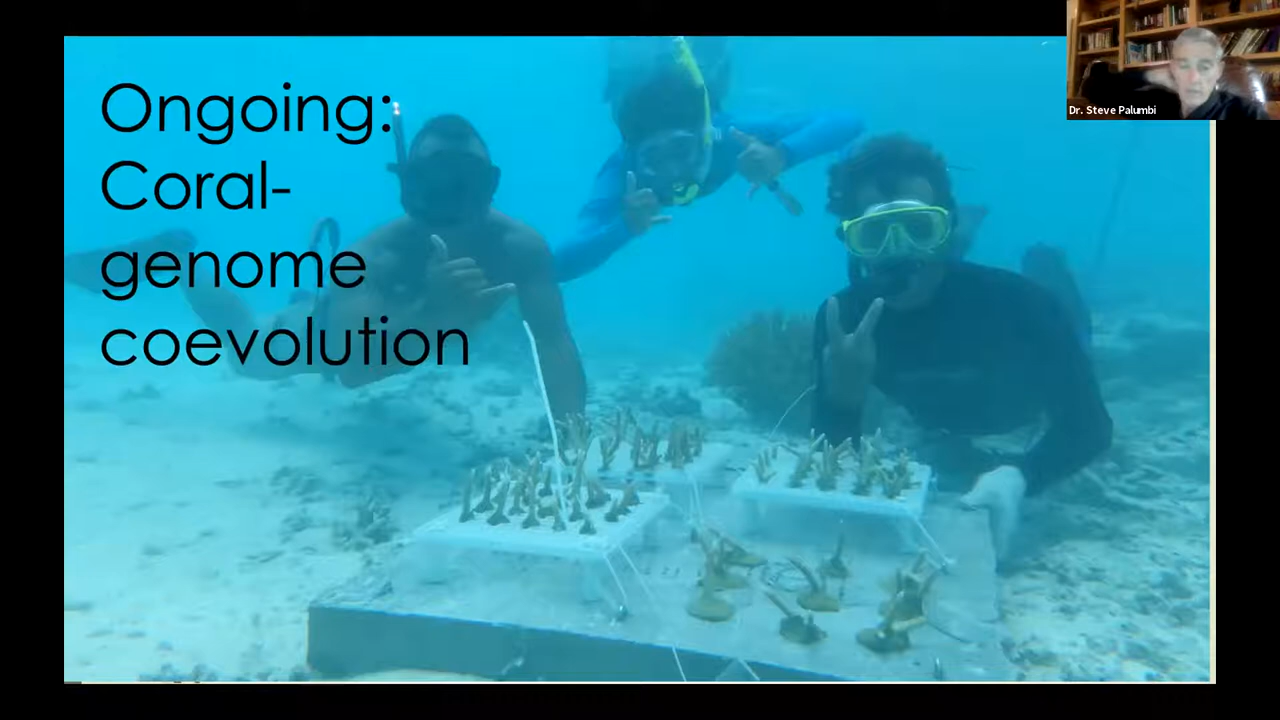 Ongoing:
Coral-
genome
coevolution
Dr. Steve Palumbi